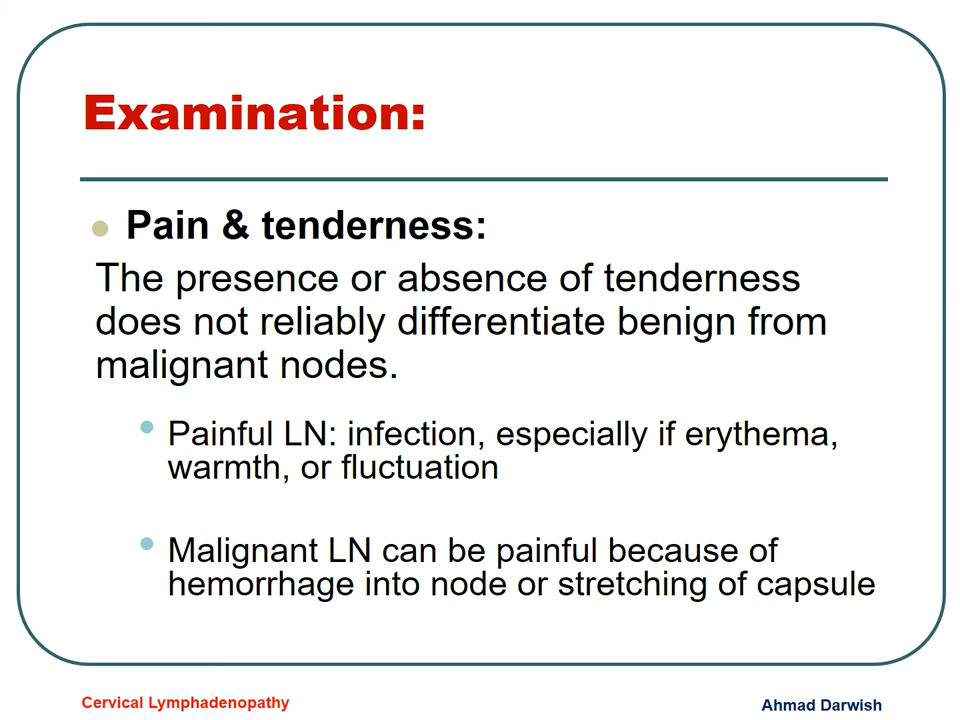 Examination:
Pain & tenderness:
The presence or absence of tenderness
does not reliably differentiate benign from
malignant nodes.
Painful LN: infection, especially if erythema,
warmth, or fluctuation
Malignant LN can be painful because of
hemorrhage into node or stretching of capsule
Cervical Lymphadenopathy
Ahmad Darwish